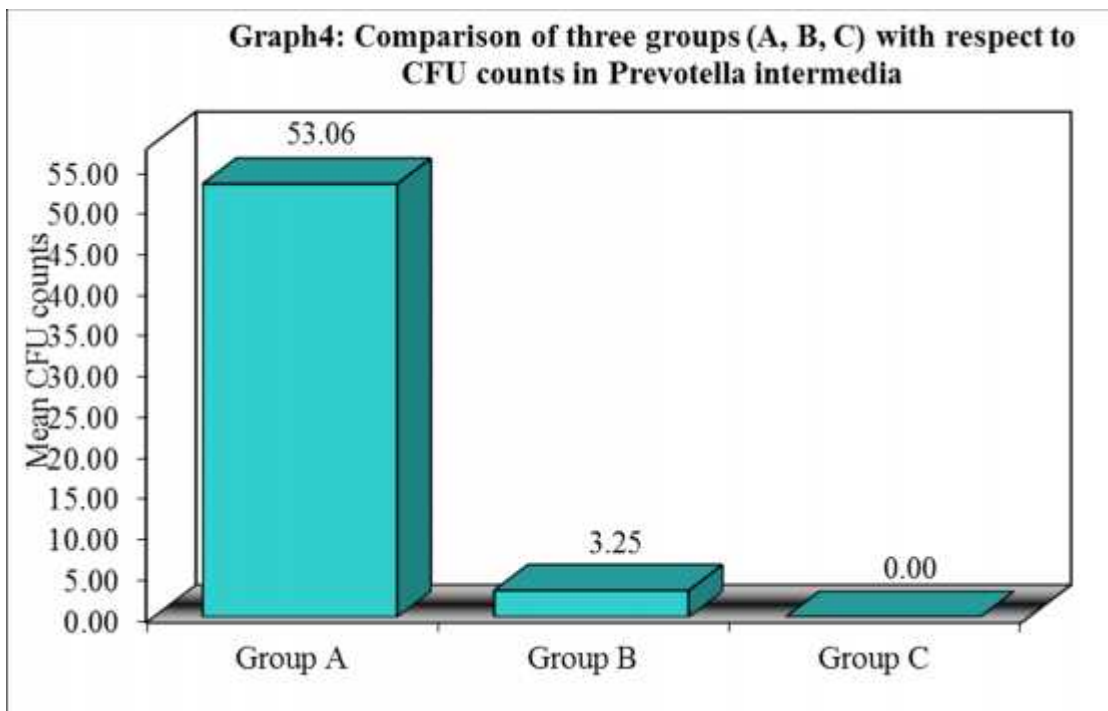 Graph4: Comparison of three groups (A, B, C) with respect to
CFU counts in Prevotella intermedia
Mean CFU counts
55.00
50.00
45.00
40.00
35.00
30.00
25.00
20.00
15.00
10.00
5.00
0.00
53.06
3.25
0.00
Group A
Group B
Group C